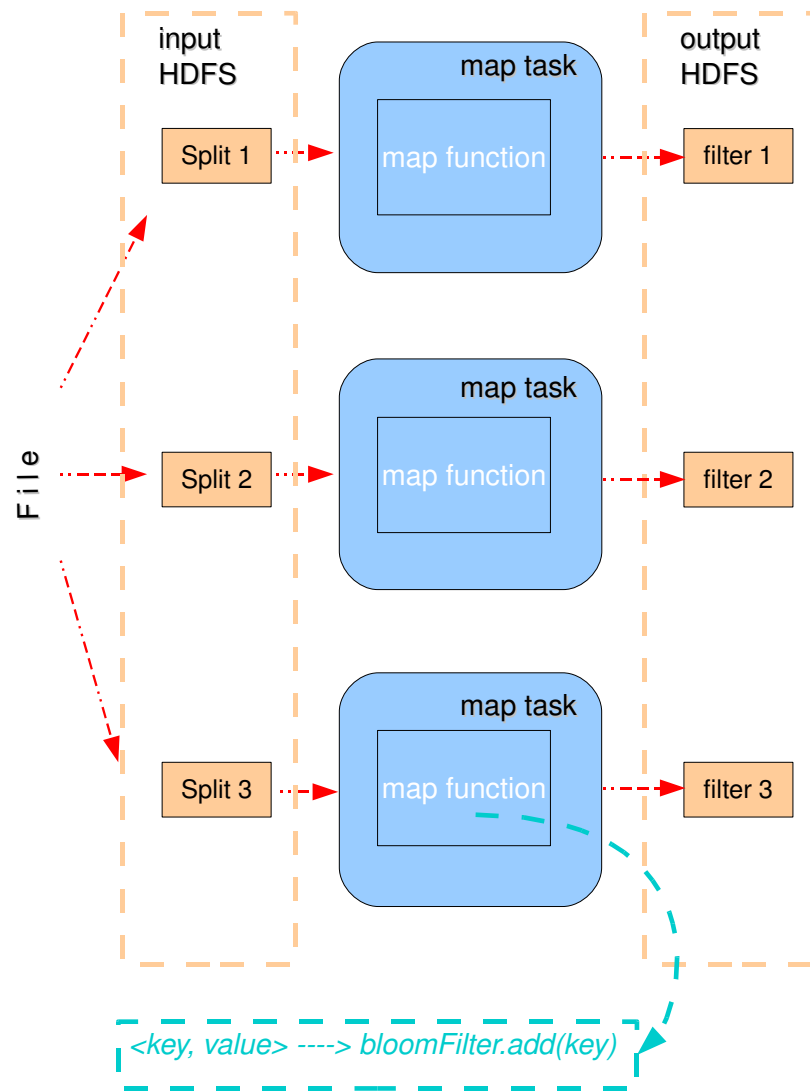 input
HDFS
map task
output
HDFS
Split 1
map function
filter 1
map task
File
Split 2
map function
filter 2
map task
Split 3
map function
filter 3
<key, value> ----> bloomFilter.add(key)